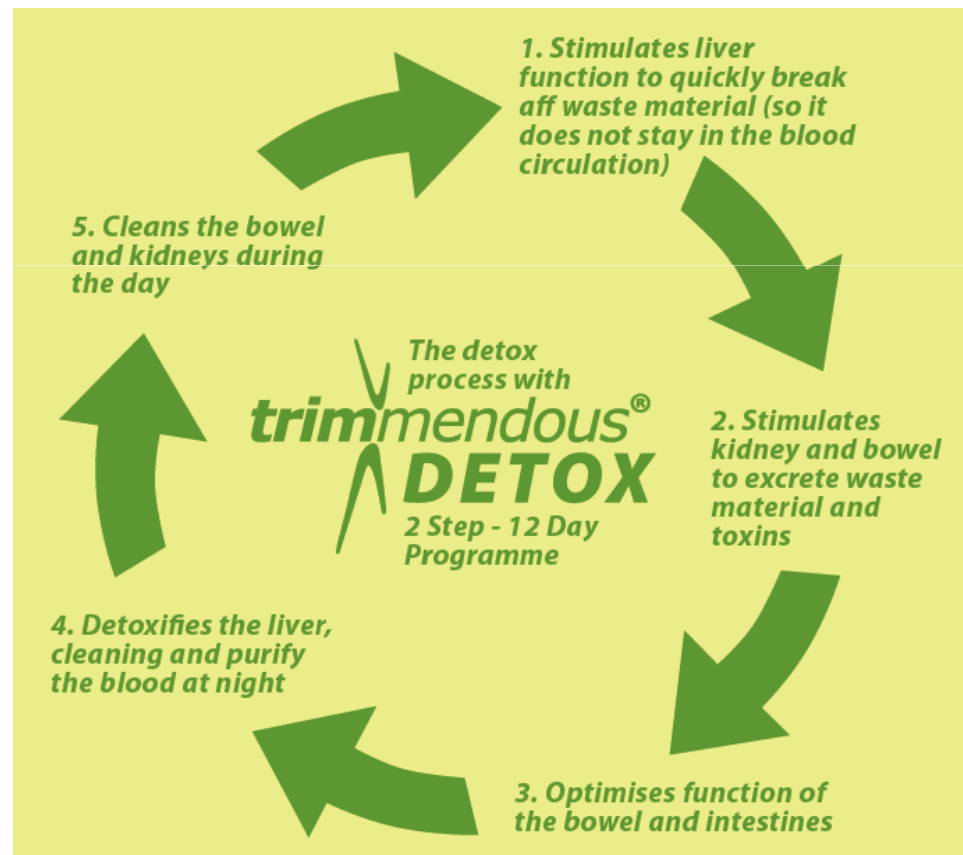 1. Stimulates liver
function to quickly break
aff waste material (so it
does not stay in the blood
circulation)
2. Stimulates
kidney and bowel
to excrete waste
material and
toxins
3. Optimises function of
the bowel and intestines
4. Detoxifies the liver,
cleaning and purify
the blood at night
5. Cleans the bowel
and kidneys during
the day
The detox
process with
trimmendous®
DETOX
2 Step - 12 Day
Programme